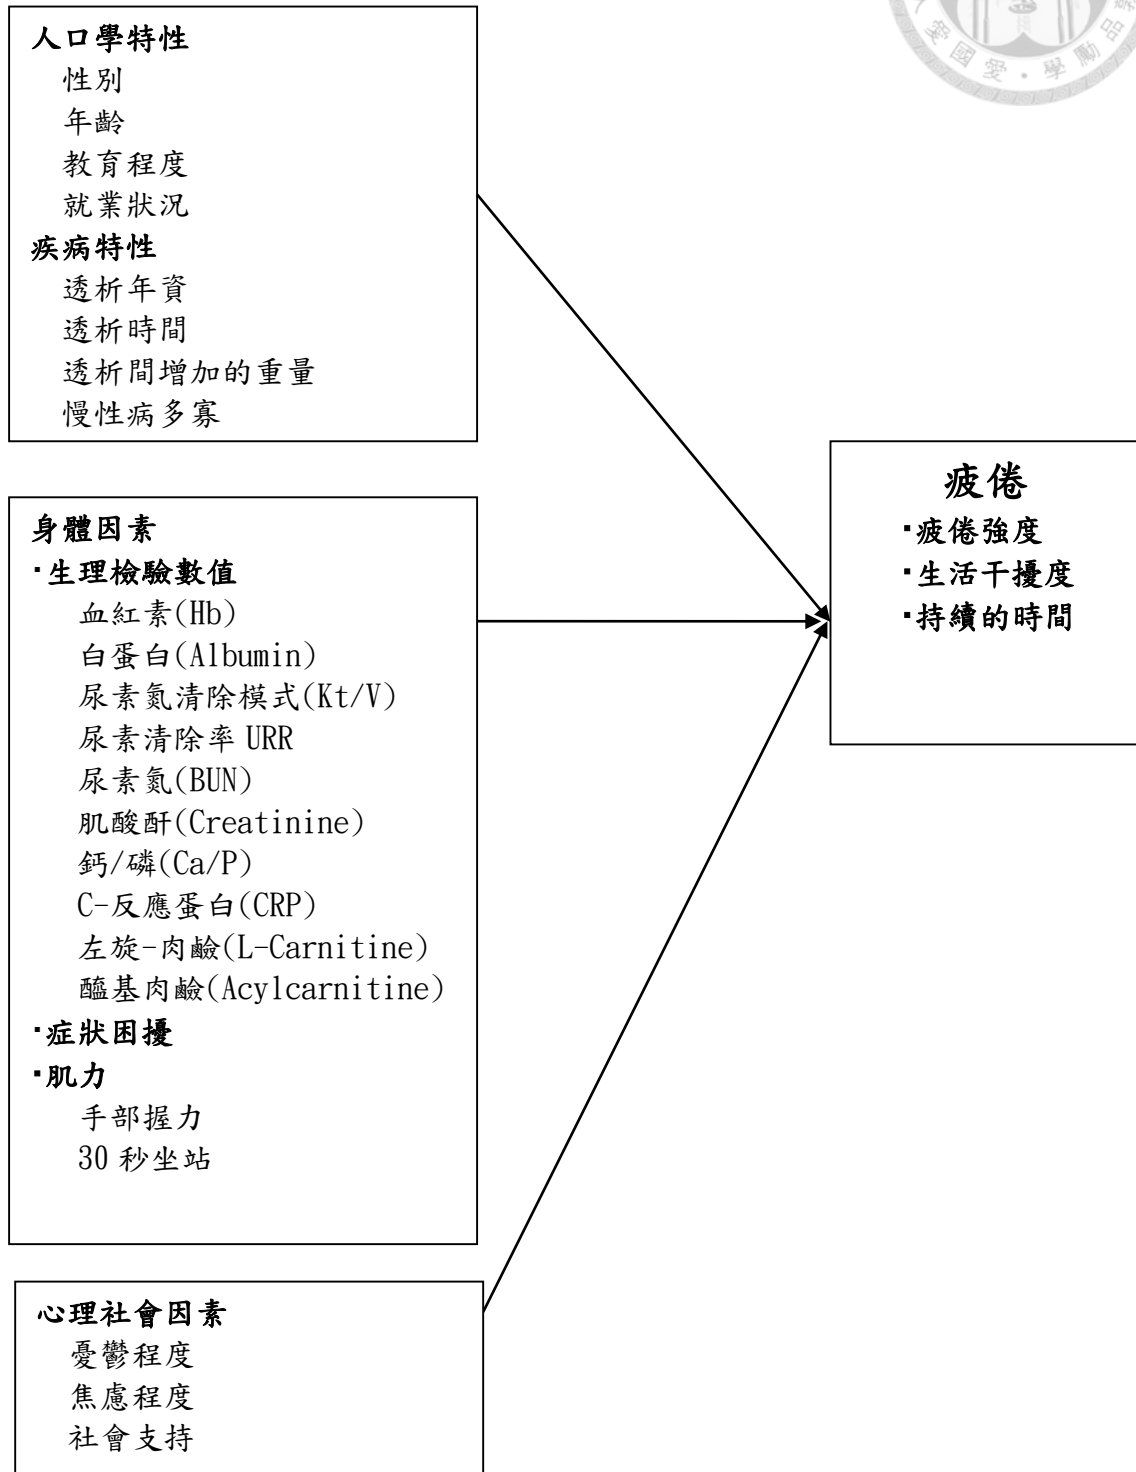 人口學特性
性別
年齡
教育程度
就業狀況
疾病特性
透析年資
透析時間
透析間增加的重量
慢性病多寡
身體因素
▪生理檢驗數值
血紅素(Hb)
白蛋白(Albumin)
尿素氮清除模式(Kt/V)
尿素清除率 URR
尿素氮(BUN)
肌酸酐(Creatinine)
鈣/磷(Ca/P)
C-反應蛋白(CRP)
左旋-肉鹼(L-Carnitine)
醯基肉鹼(Acylcarnitine)
▪症狀困擾
▪肌力
手部握力
30 秒坐站
心理社會因素
憂鬱程度
焦慮程度
社會支持
疲倦
▪疲倦強度
▪生活干擾度
▪持續的時間
愛國愛·學勵品